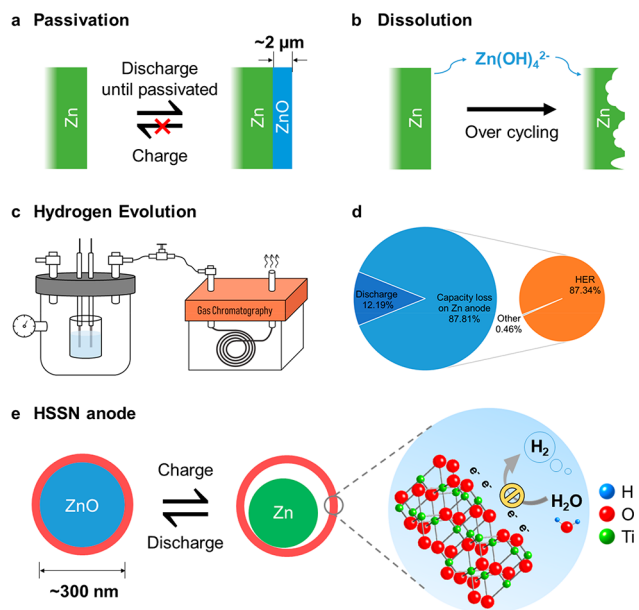 a Passivation
~2 μm
Discharge
until passivated
Zn
Zn
ZnO
Charge
b Dissolution
Zn(OH)₄²⁻
Zn
Zn
Over cycling
c Hydrogen Evolution
Gas Chromatography
d
Discharge
12.19%
Capacity loss
on Zn anode
87.81%
Other
0.46%
HER
87.34%
e HSSN anode
ZnO
Charge
Discharge
Zn
~300 nm
e⁻
e⁻
H₂
e⁻
e⁻
H₂O
H
O
Ti